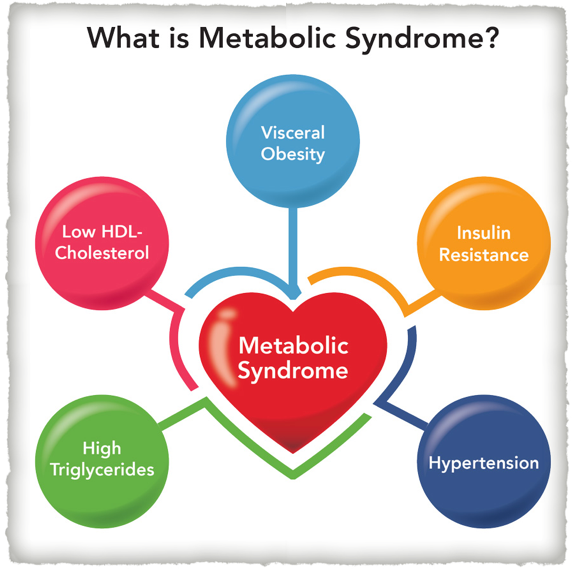 What is Metabolic Syndrome?
Visceral
Obesity
Low HDL-
Cholesterol
Insulin
Resistance
Metabolic
Syndrome
High
Triglycerides
Hypertension